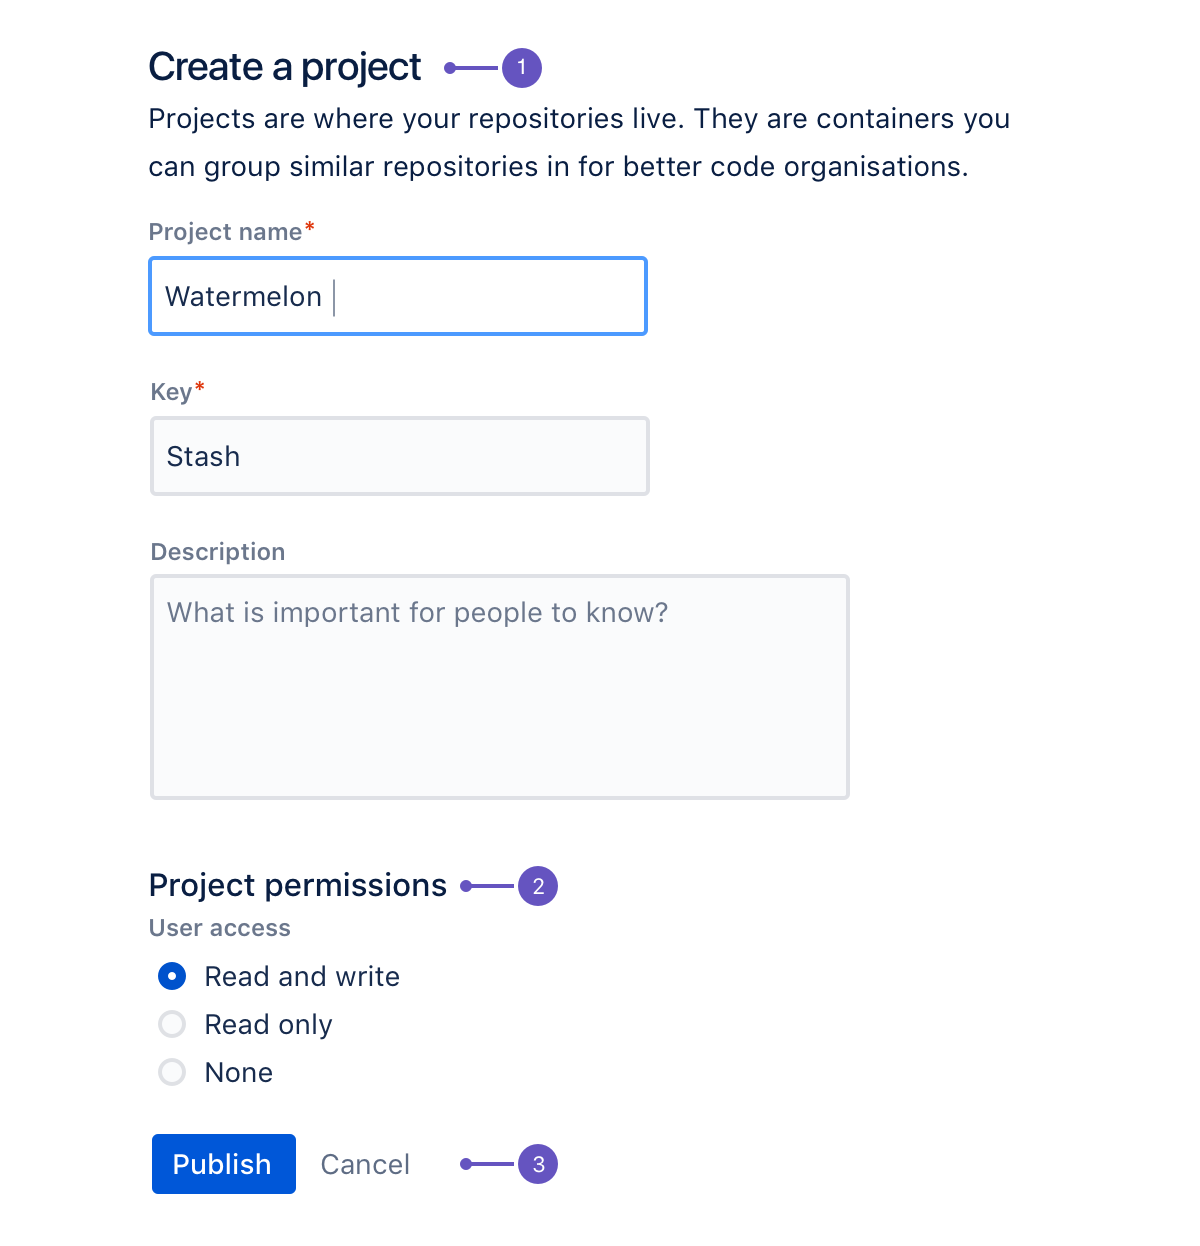 Create a project 1
Projects are where your repositories live. They are containers you
can group similar repositories in for better code organisations.
Project name*
Watermelon
Key*
Stash
Description
What is important for people to know?
Project permissions 2
User access
Read and write
Read only
None
Publish Cancel 3